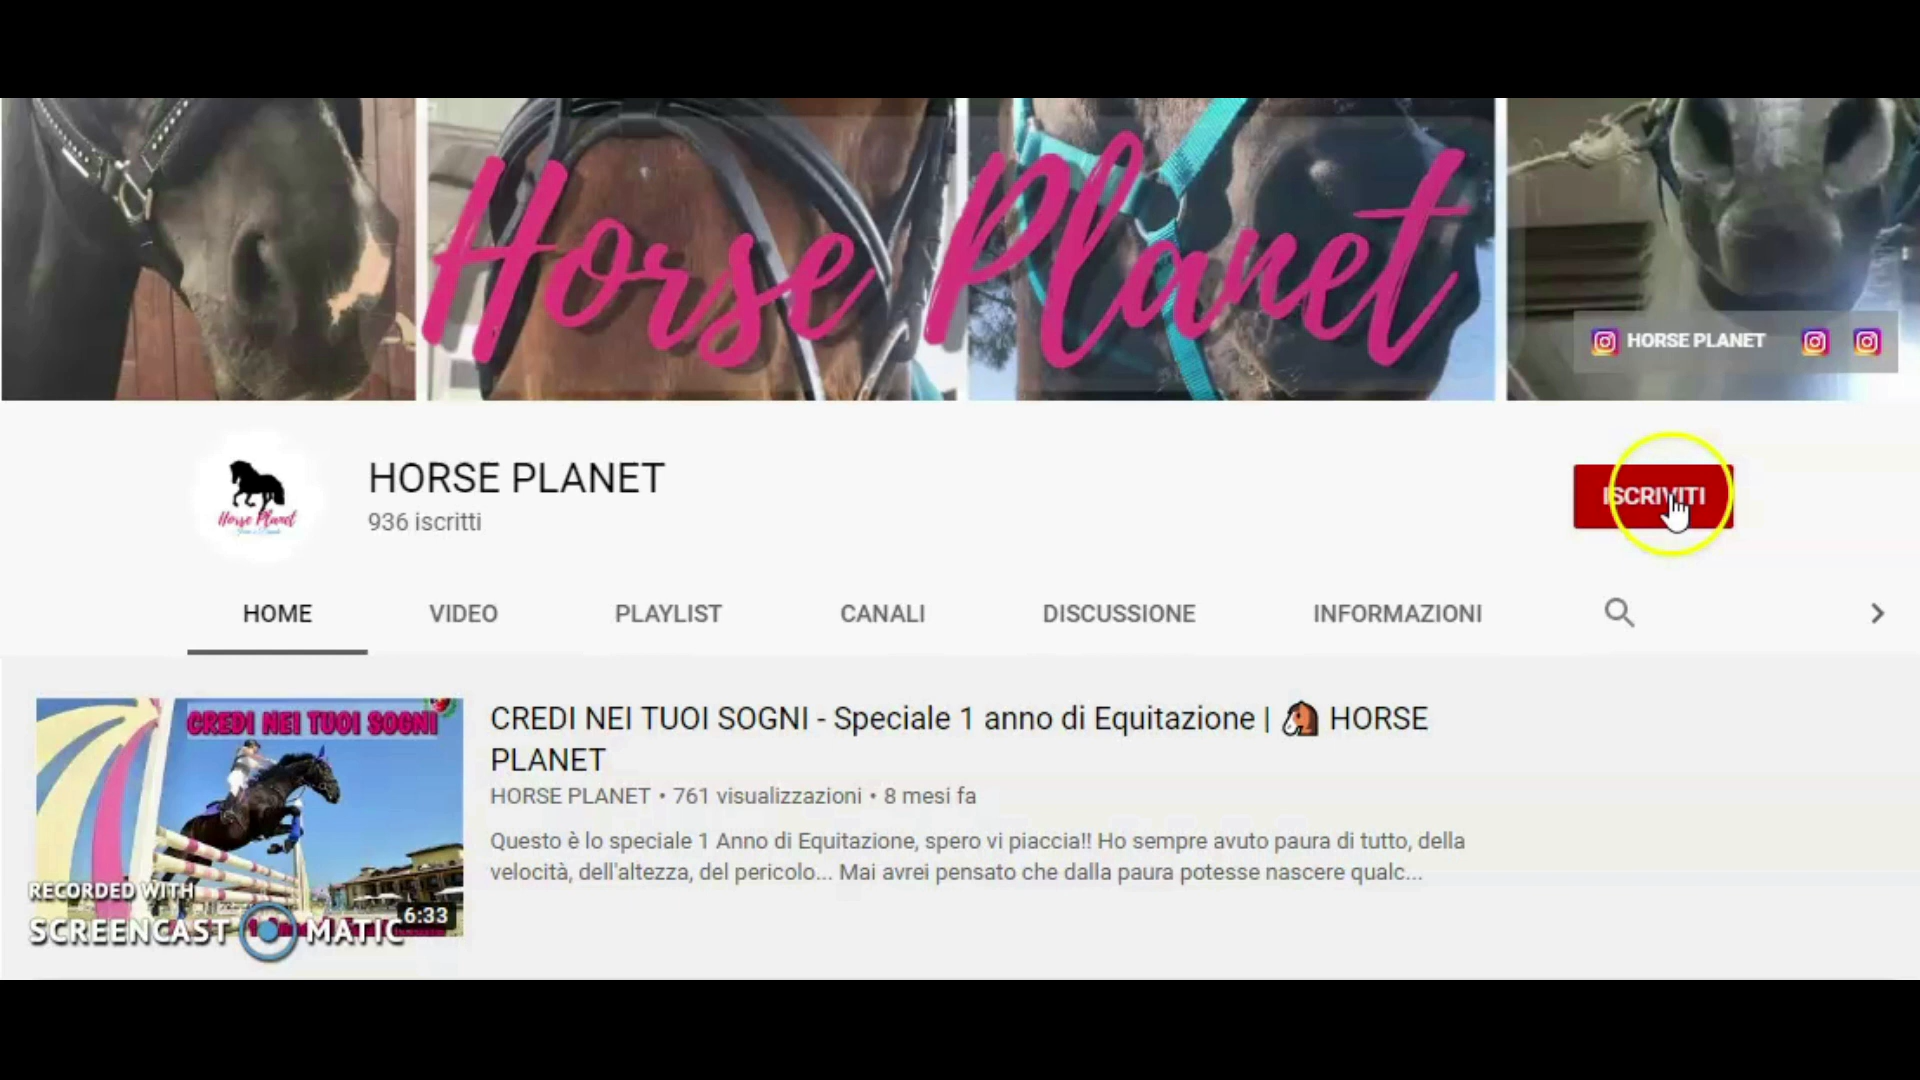 Horse Planet
HORSE PLANET
HORSE PLANET
936 iscritti
Horse Planet
ISCRIVITI
HOME VIDEO PLAYLIST CANALI DISCUSSIONE INFORMAZIONI
CREDI NEI TUOI SOGNI
6:33
CREDI NEI TUOI SOGNI - Speciale 1 anno di Equitazione | HORSE
PLANET
HORSE PLANET • 761 visualizzazioni • 8 mesi fa
Questo è lo speciale 1 Anno di Equitazione, spero vi piaccia!! Ho sempre avuto paura di tutto, della
velocità, dell'altezza, del pericolo... Mai avrei pensato che dalla paura potesse nascere qualc...
RECORDED WITH
SCREENCAST MATIC